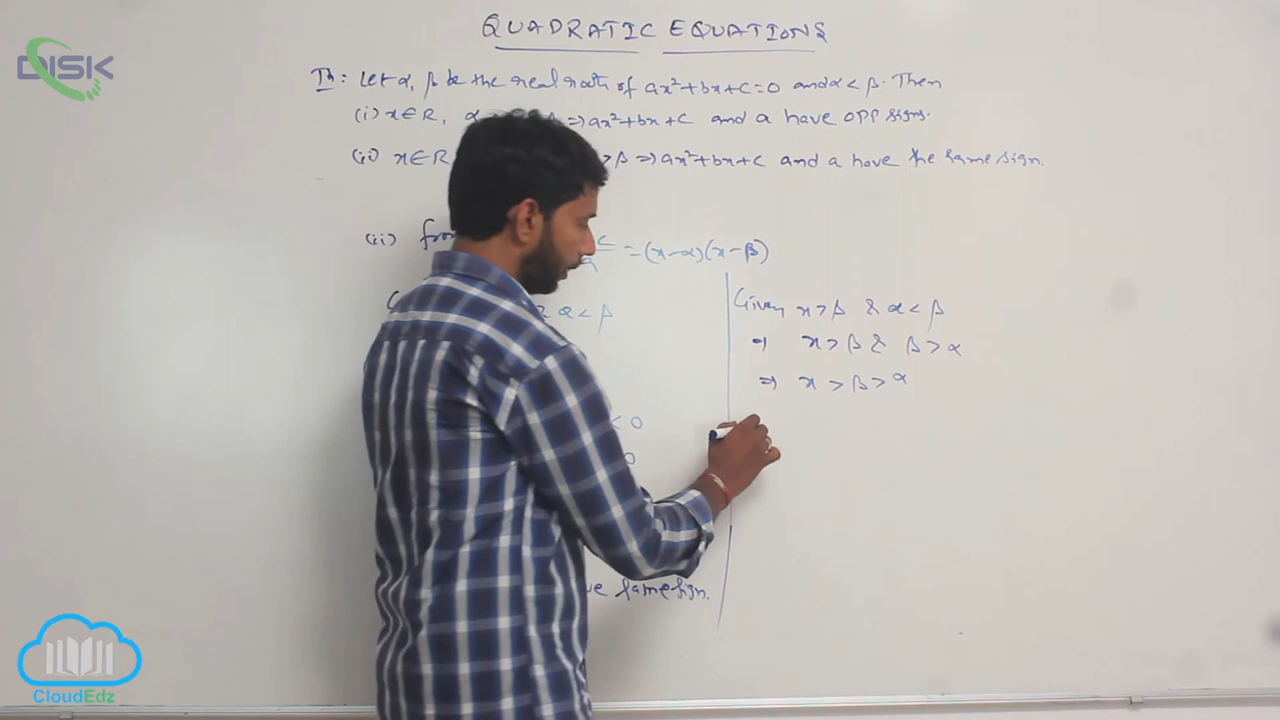 DISK
QUADRATIC EQUATIONS
Th: Let α, β be the real roots of ax²+bx+c=0 and α<β. Then
(i) x∈R, α β ⇒ ax²+bx+c and a have opp signs.
(ii) x∈R >β ⇒ ax²+bx+c and a have the same sign.
(ii) c/a = (x-α)(x-β)
& α<β
Given x>β & α<β
⇒ x>β & β>α
⇒ x>β>α
<0
0
have same sign.
CloudEdz